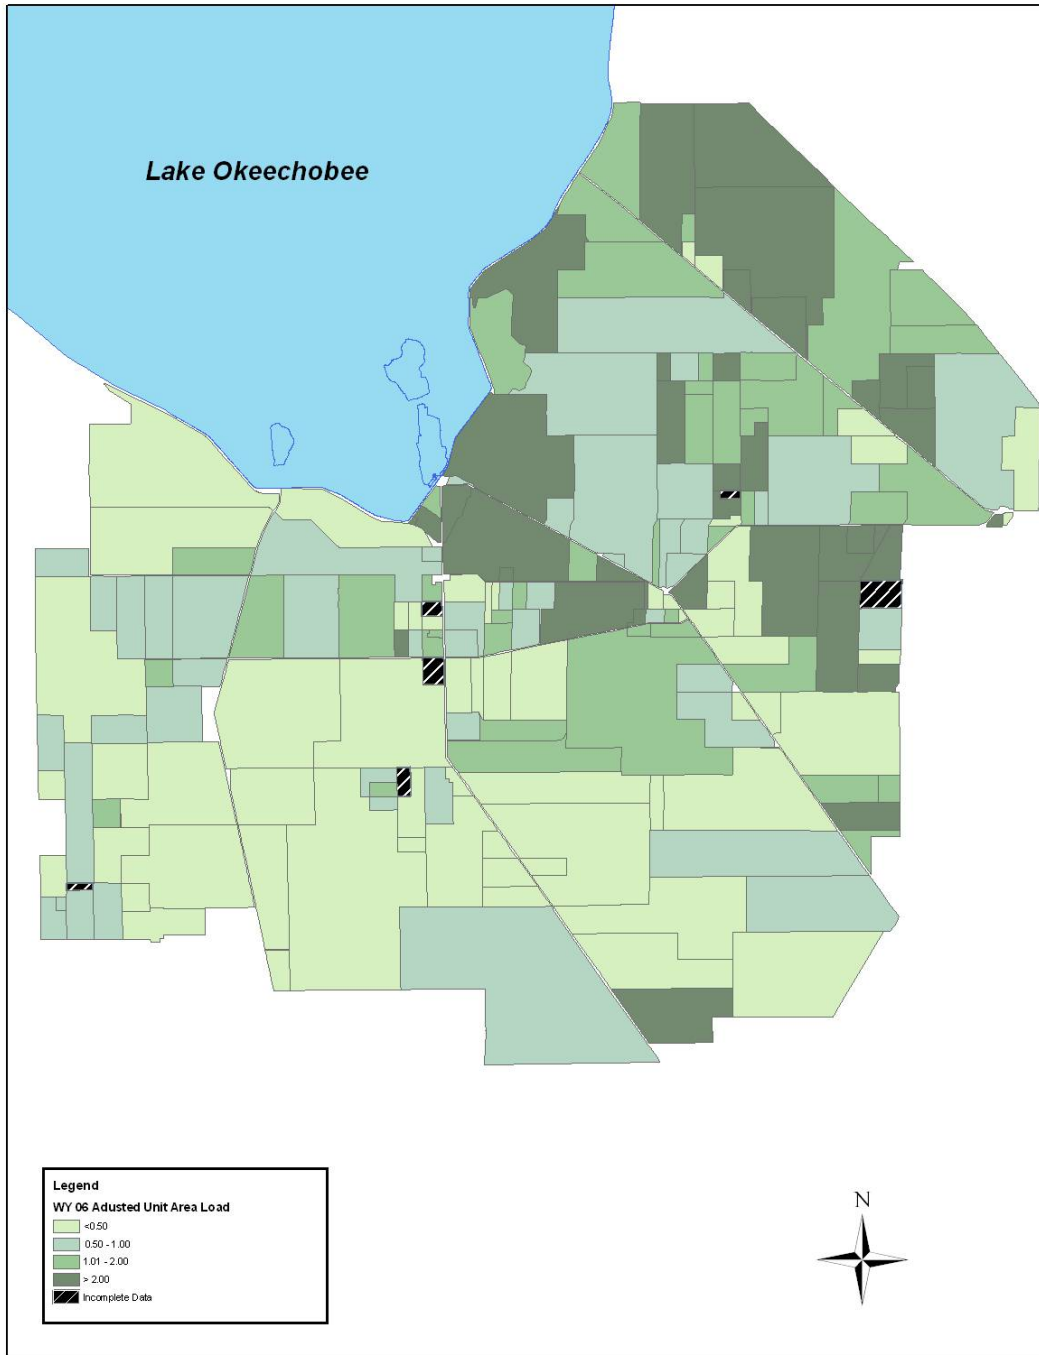 Lake Okeechobee
Legend
WY 06 Adusted Unit Area Load
<0.50
0.50 - 1.00
1.01 - 2.00
> 2.00
Incomplete Data
N